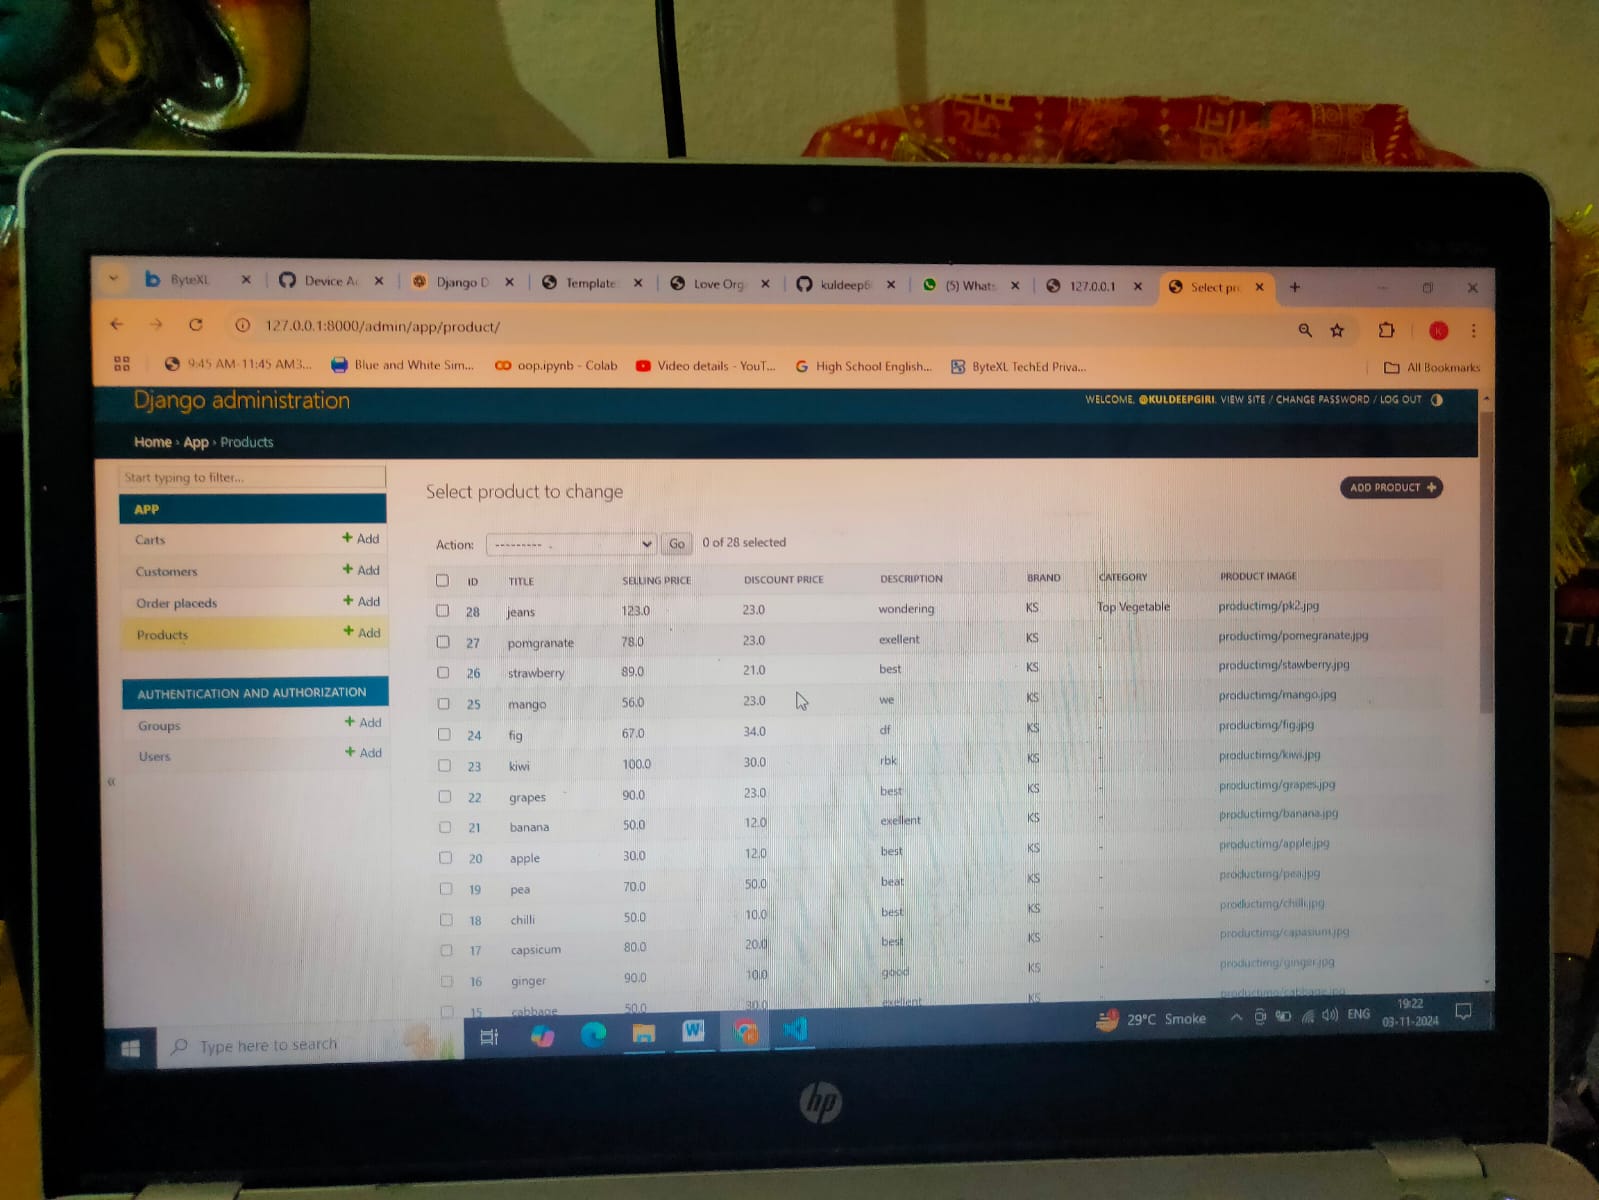 ByteXL
Device Ac
Django D
Template
Love Org
kuldeep6
(5) Whats
127.0.0.1
Select pro
127.0.0.1:8000/admin/app/product/
K
9:45 AM-11:45 AM3...
Blue and White Sim...
oop.ipynb - Colab
Video details - YouT...
High School English...
ByteXL TechEd Priva...
All Bookmarks
Django administration
WELCOME, @KULDEEPGIRI. VIEW SITE / CHANGE PASSWORD / LOG OUT
Home › App › Products
Start typing to filter...
APP
Carts + Add
Customers + Add
Order placeds + Add
Products + Add
AUTHENTICATION AND AUTHORIZATION
Groups + Add
Users + Add
«
Select product to change
ADD PRODUCT +
Action: --------- Go 0 of 28 selected
ID TITLE SELLING PRICE DISCOUNT PRICE DESCRIPTION BRAND CATEGORY PRODUCT IMAGE
28 jeans 123.0 23.0 wondering KS Top Vegetable productimg/pk2.jpg
27 pomgranate 78.0 23.0 exellent KS - productimg/pomegranate.jpg
26 strawberry 89.0 21.0 best KS - productimg/stawberry.jpg
25 mango 56.0 23.0 we KS - productimg/mango.jpg
24 fig 67.0 34.0 df KS - productimg/fig.jpg
23 kiwi 100.0 30.0 rbk KS - productimg/kiwi.jpg
22 grapes 90.0 23.0 best KS - productimg/grapes.jpg
21 banana 50.0 12.0 exellent KS - productimg/banana.jpg
20 apple 30.0 12.0 best KS - productimg/apple.jpg
19 pea 70.0 50.0 beat KS - productimg/pea.jpg
18 chilli 50.0 10.0 best KS - productimg/chilli.jpg
17 capsicum 80.0 20.0 best KS - productimg/capasium.jpg
16 ginger 90.0 10.0 good KS - productimg/ginger.jpg
15 cabbage 50.0 30.0 exellent KS productimg/cabbage.jpg
Type here to search
29°C Smoke
ENG
19:22
03-11-2024
hp